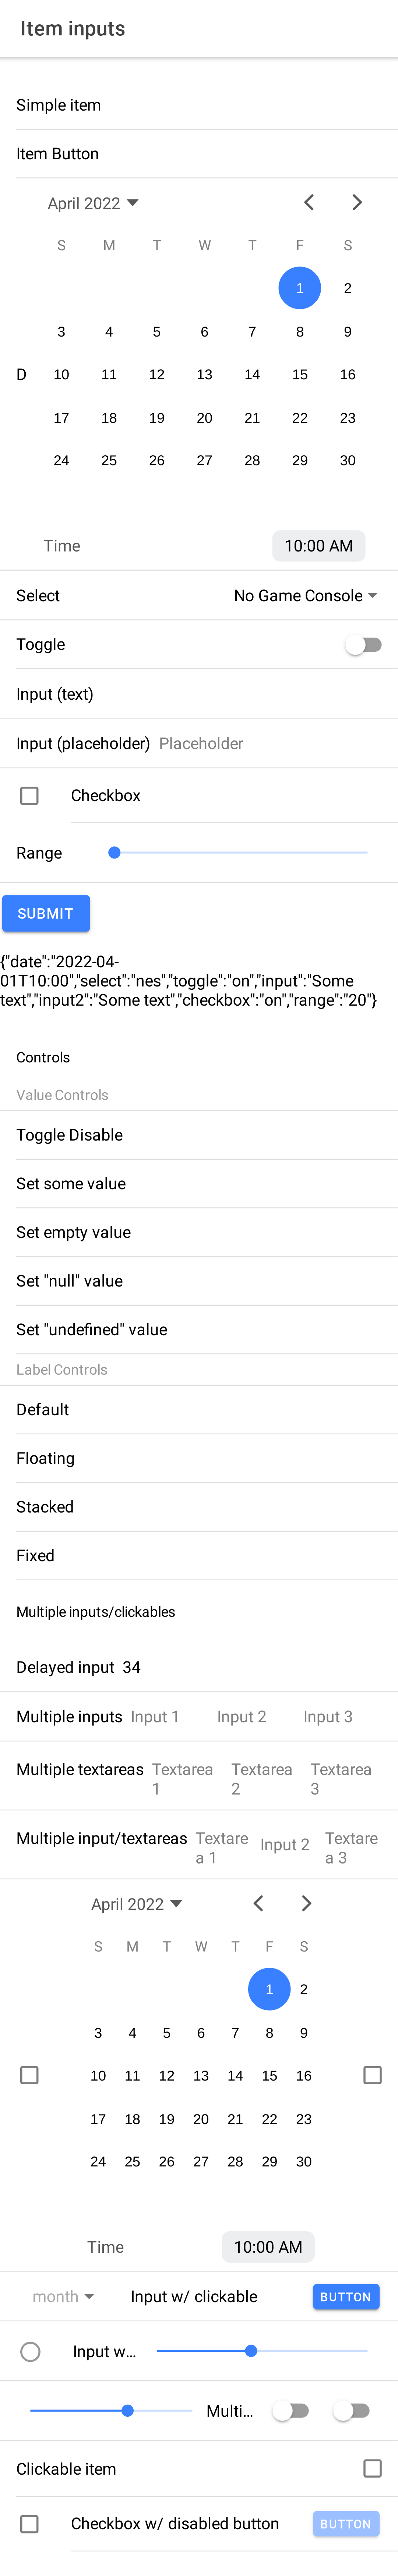 Item inputs
Simple item
Item Button
April 2022
S M T W T F S
1 2
3 4 5 6 7 8 9
D 10 11 12 13 14 15 16
17 18 19 20 21 22 23
24 25 26 27 28 29 30
Time 10:00 AM
Select No Game Console
Toggle
Input (text)
Input (placeholder) Placeholder
Checkbox
Range
SUBMIT
{"date":"2022-04-
01T10:00","select":"nes","toggle":"on","input":"Some
text","input2":"Some text","checkbox":"on","range":"20"}
Controls
Value Controls
Toggle Disable
Set some value
Set empty value
Set "null" value
Set "undefined" value
Label Controls
Default
Floating
Stacked
Fixed
Multiple inputs/clickables
Delayed input 34
Multiple inputs Input 1 Input 2 Input 3
Multiple textareas Textarea Textarea Textarea
1 2 3
Multiple input/textareas Textare Input 2 Textare
a 1 a 3
April 2022
S M T W T F S
1 2
3 4 5 6 7 8 9
10 11 12 13 14 15 16
17 18 19 20 21 22 23
24 25 26 27 28 29 30
Time 10:00 AM
month Input w/ clickable BUTTON
Input w...
Multi...
Clickable item
Checkbox w/ disabled button BUTTON